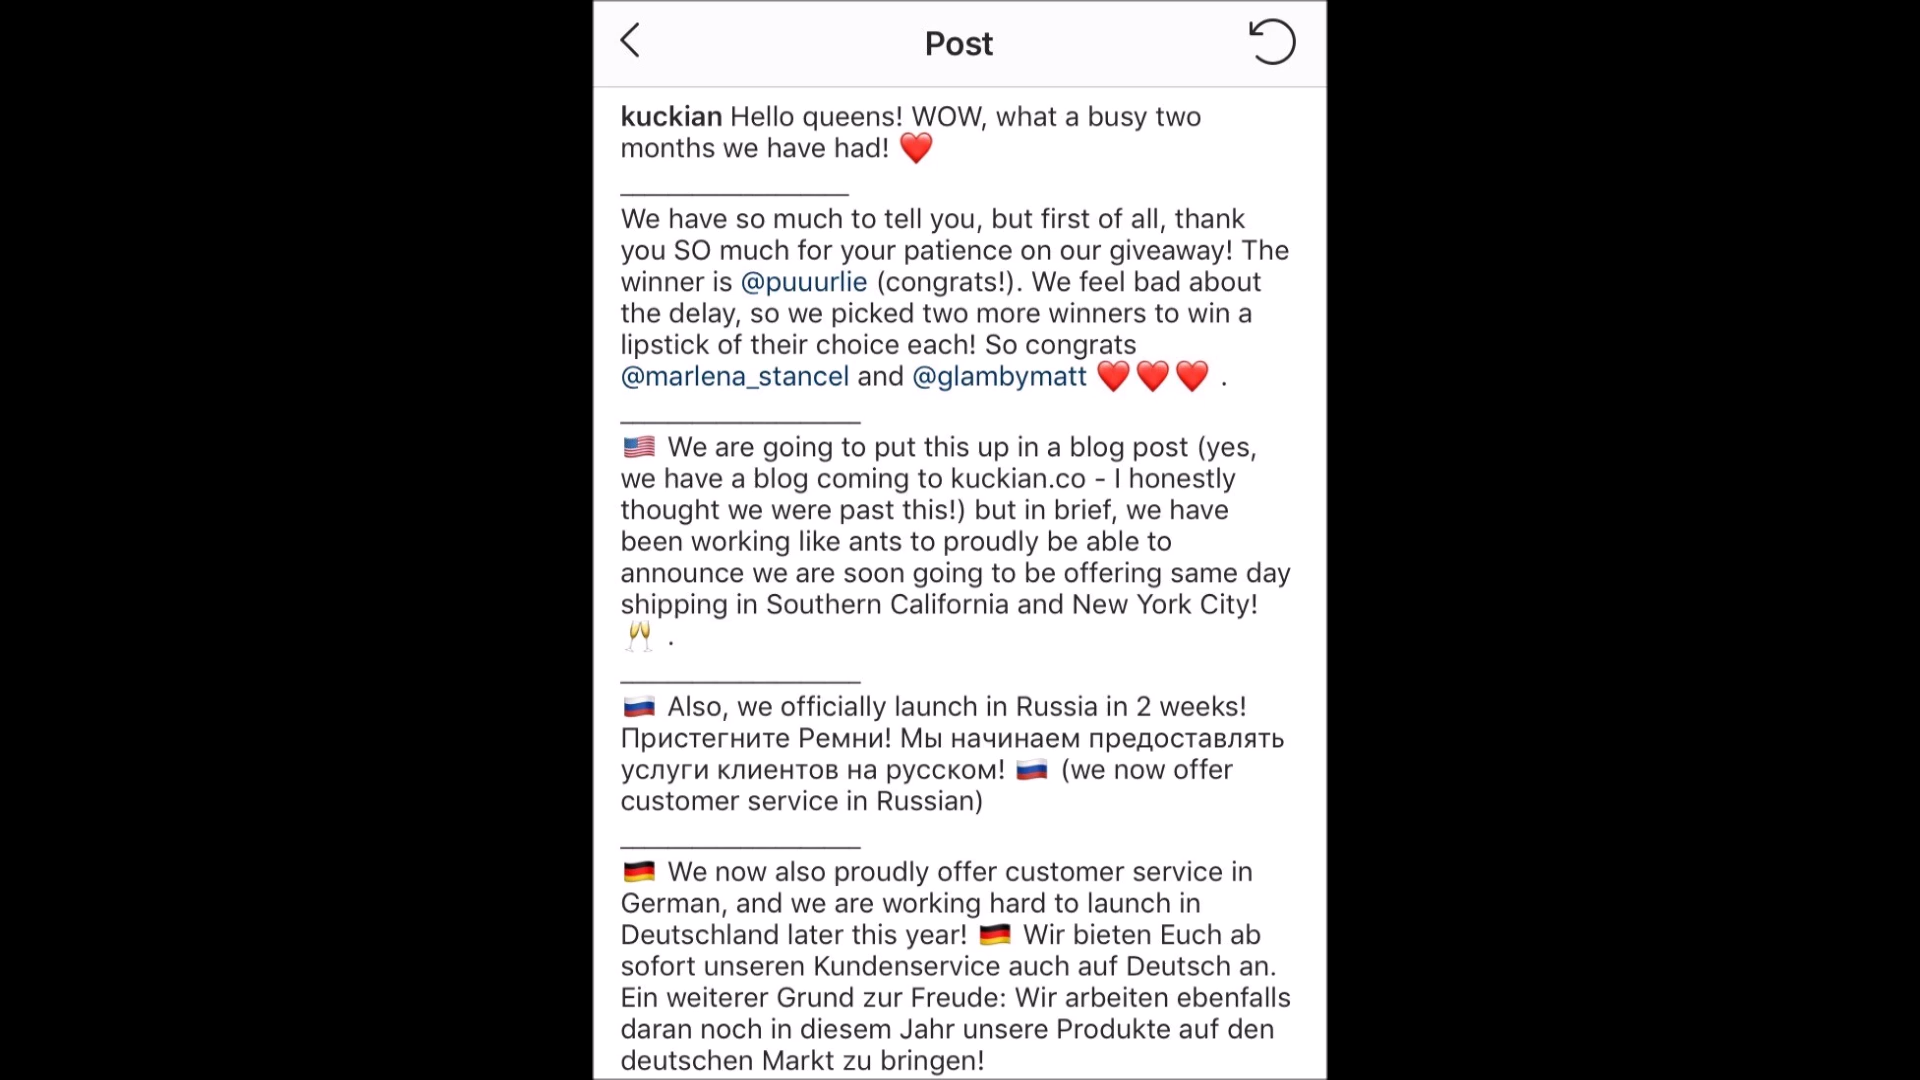 Post
kuckian Hello queens! WOW, what a busy two
months we have had! ❤️
___________________
We have so much to tell you, but first of all, thank
you SO much for your patience on our giveaway! The
winner is @puuurlie (congrats!). We feel bad about
the delay, so we picked two more winners to win a
lipstick of their choice each! So congrats
@marlena_stancel and @glambymatt ❤️❤️❤️ .
____________________
🇺🇸 We are going to put this up in a blog post (yes,
we have a blog coming to kuckian.co - I honestly
thought we were past this!) but in brief, we have
been working like ants to proudly be able to
announce we are soon going to be offering same day
shipping in Southern California and New York City!
🥂 .
____________________
🇷🇺 Also, we officially launch in Russia in 2 weeks!
Пристегните Ремни! Мы начинаем предоставлять
услуги клиентов на русском! 🇷🇺 (we now offer
customer service in Russian)
____________________
🇩🇪 We now also proudly offer customer service in
German, and we are working hard to launch in
Deutschland later this year! 🇩🇪 Wir bieten Euch ab
sofort unseren Kundenservice auch auf Deutsch an.
Ein weiterer Grund zur Freude: Wir arbeiten ebenfalls
daran noch in diesem Jahr unsere Produkte auf den
deutschen Markt zu bringen!